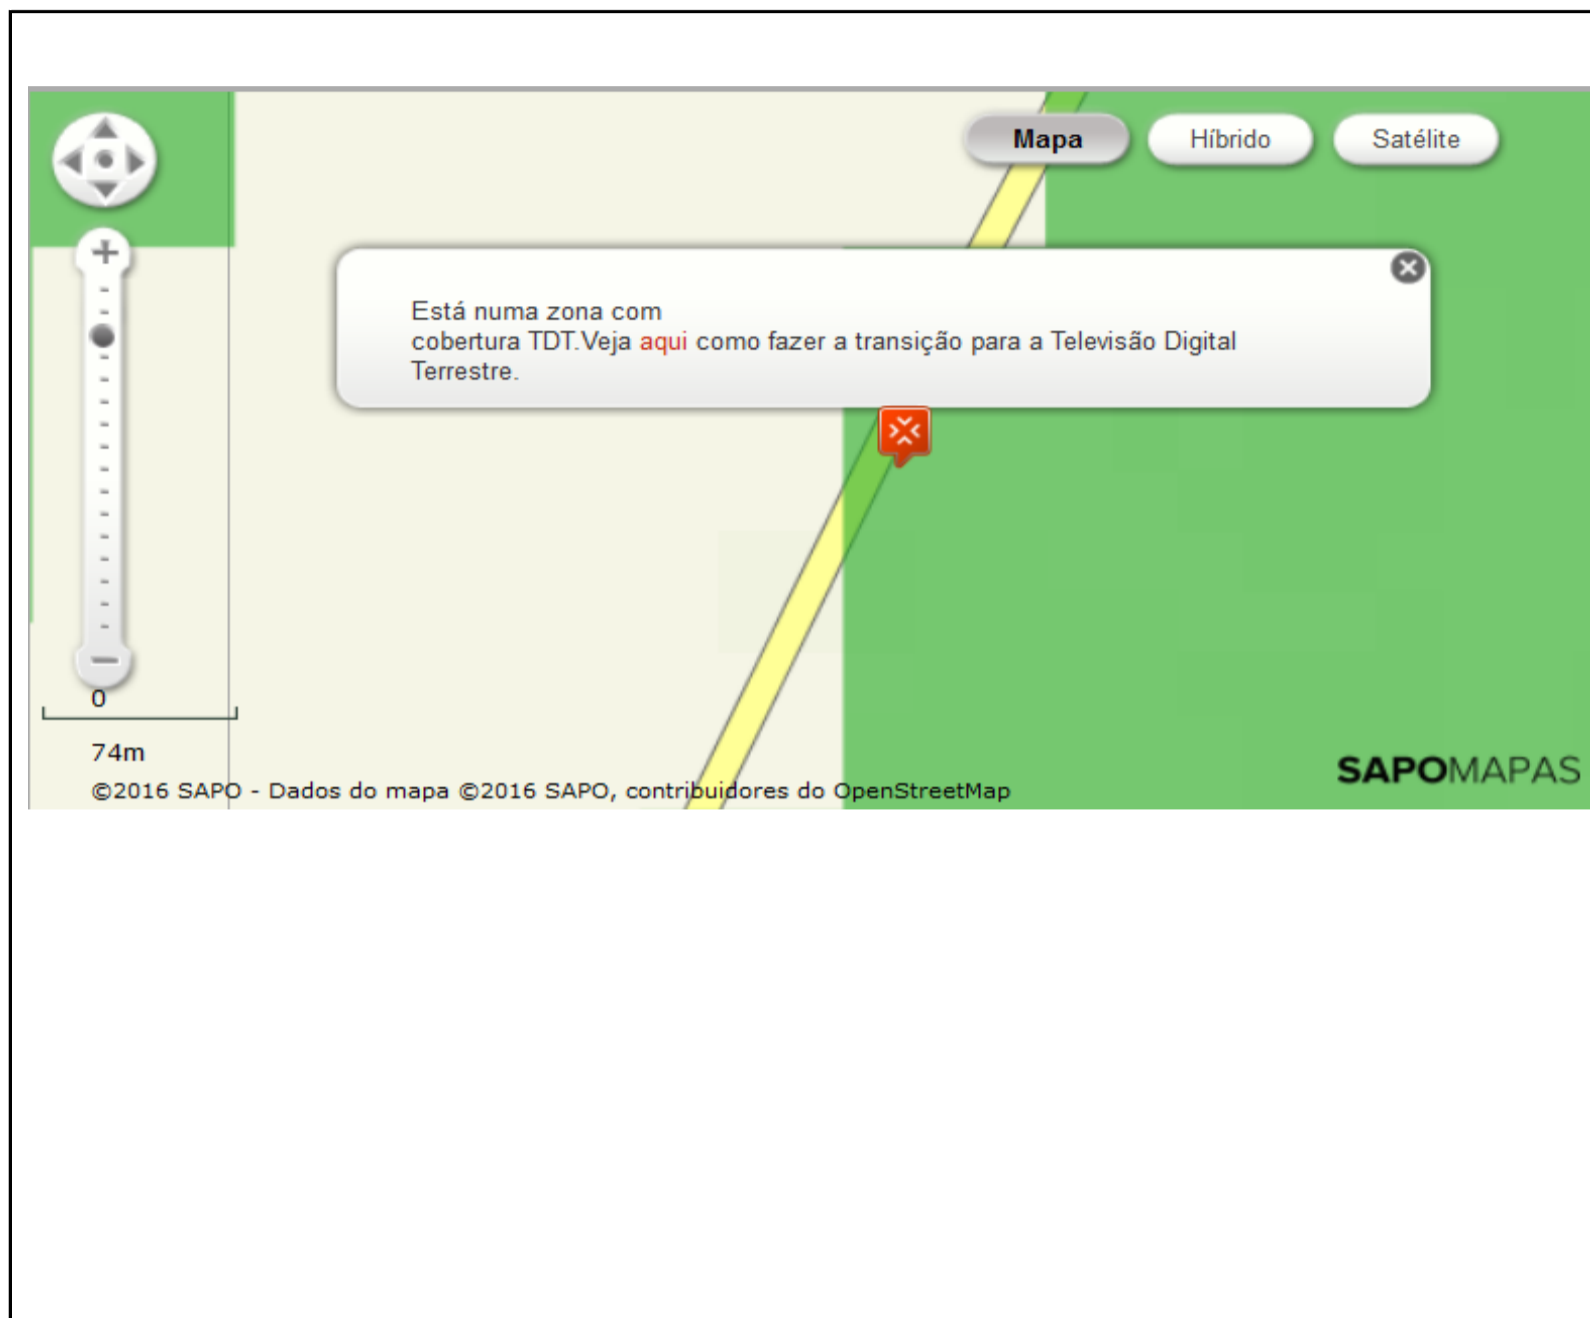 Mapa
Híbrido
Satélite
Está numa zona com
cobertura TDT.Veja aqui como fazer a transição para a Televisão Digital
Terrestre.
0
74m
SAPOMAPAS
©2016 SAPO - Dados do mapa ©2016 SAPO, contribuidores do OpenStreetMap